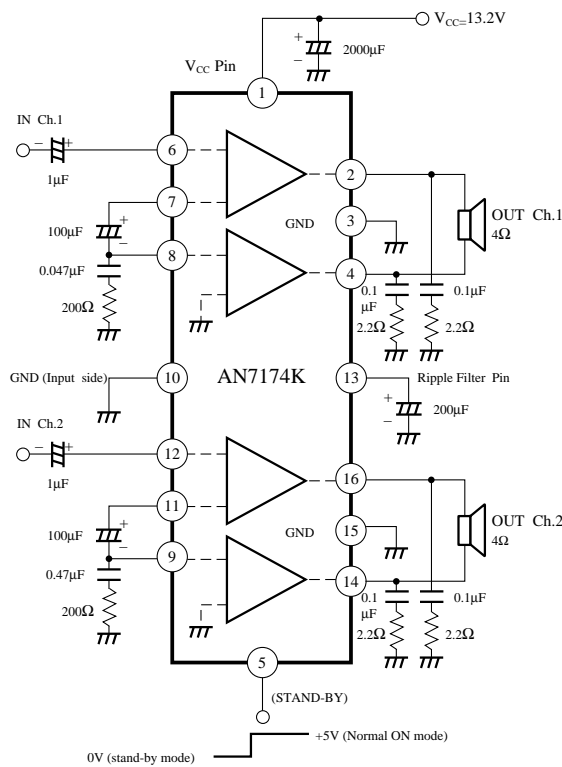 V_CC=13.2V
2000μF
+
−
V_CC Pin
1
IN Ch.1
− +
1μF
6
2
7
GND
3
OUT Ch.1
4Ω
100μF
+
−
8
4
0.047μF
0.1
μF
0.1μF
200Ω
2.2Ω
2.2Ω
GND (Input side)
10
AN7174K
13
Ripple Filter Pin
+
−
200μF
IN Ch.2
− +
1μF
12
16
11
GND
15
OUT Ch.2
4Ω
100μF
+
−
9
14
0.47μF
0.1
μF
0.1μF
200Ω
2.2Ω
2.2Ω
5
(STAND-BY)
+5V (Normal ON mode)
0V (stand-by mode)